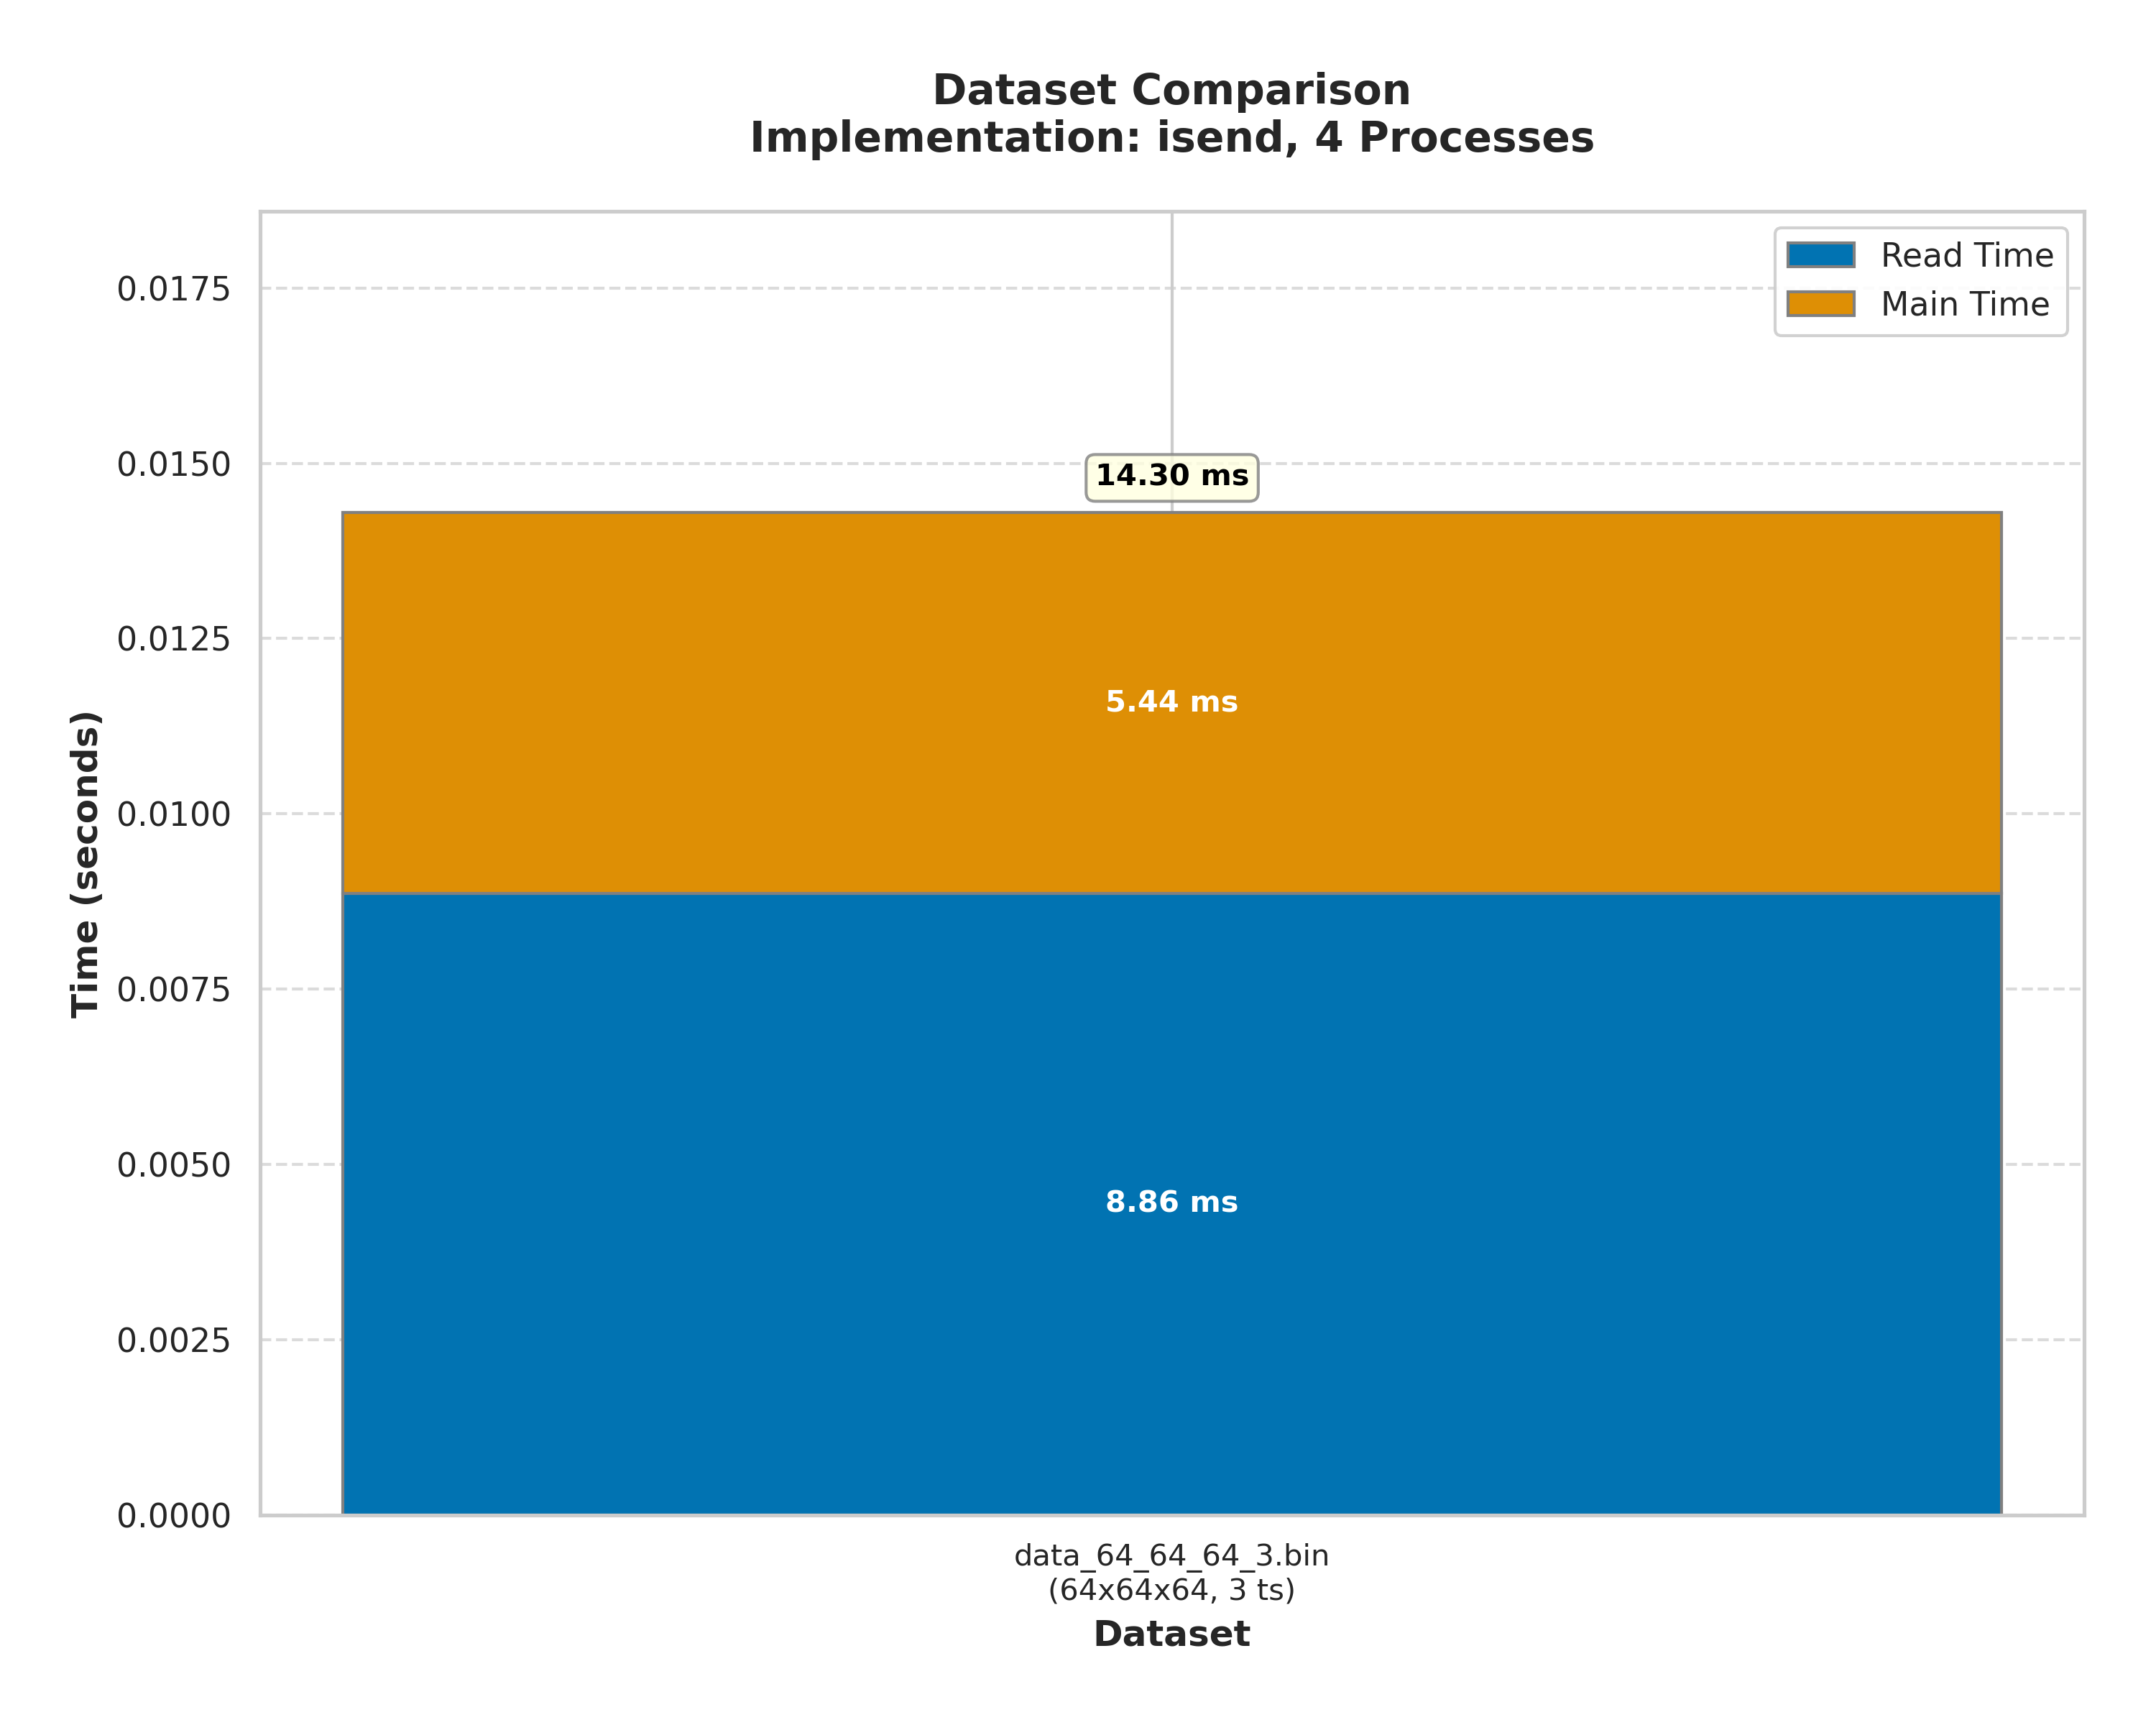 Dataset Comparison
Implementation: isend, 4 Processes
Read Time
Main Time
0.0175
0.0150
0.0125
0.0100
0.0075
0.0050
0.0025
0.0000
Time (seconds)
14.30 ms
5.44 ms
8.86 ms
data_64_64_64_3.bin
(64x64x64, 3 ts)
Dataset